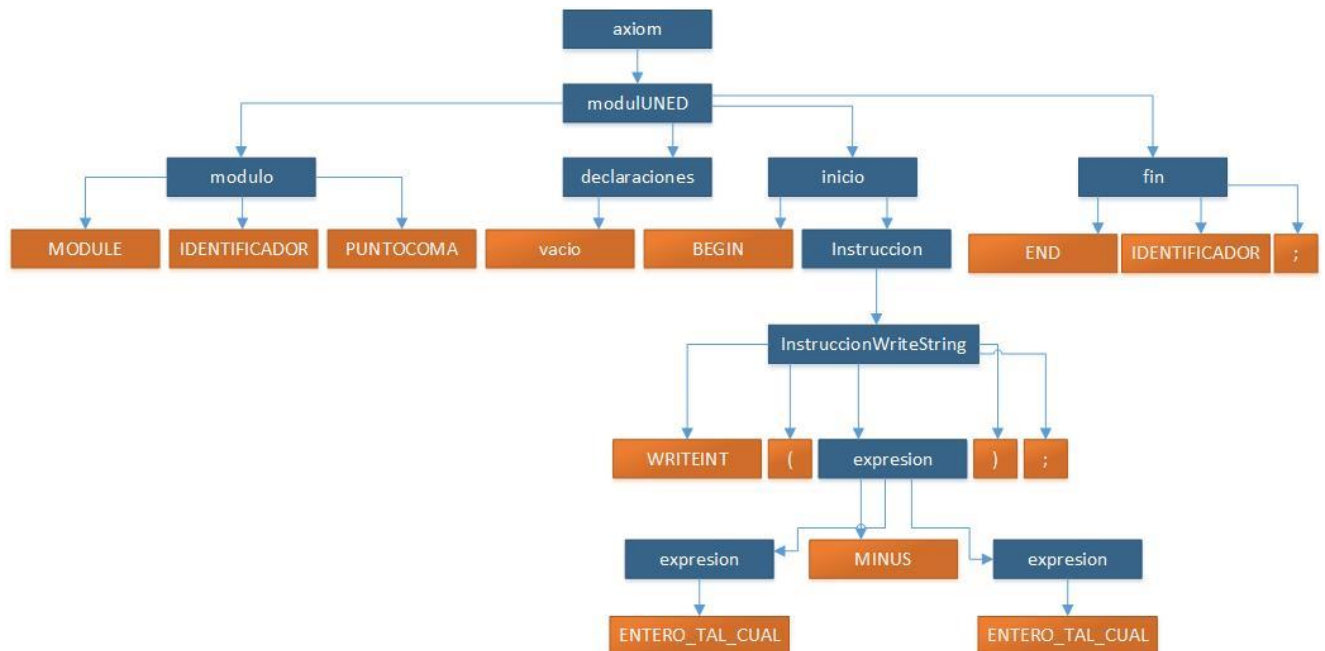 axiom
modulUNED
modulo
declaraciones
inicio
fin
MODULE
IDENTIFICADOR
PUNTOCOMA
vacio
BEGIN
Instruccion
END
IDENTIFICADOR
;
InstruccionWriteString
WRITEINT
(
expresion
)
;
expresion
MINUS
expresion
ENTERO_TAL_CUAL
ENTERO_TAL_CUAL